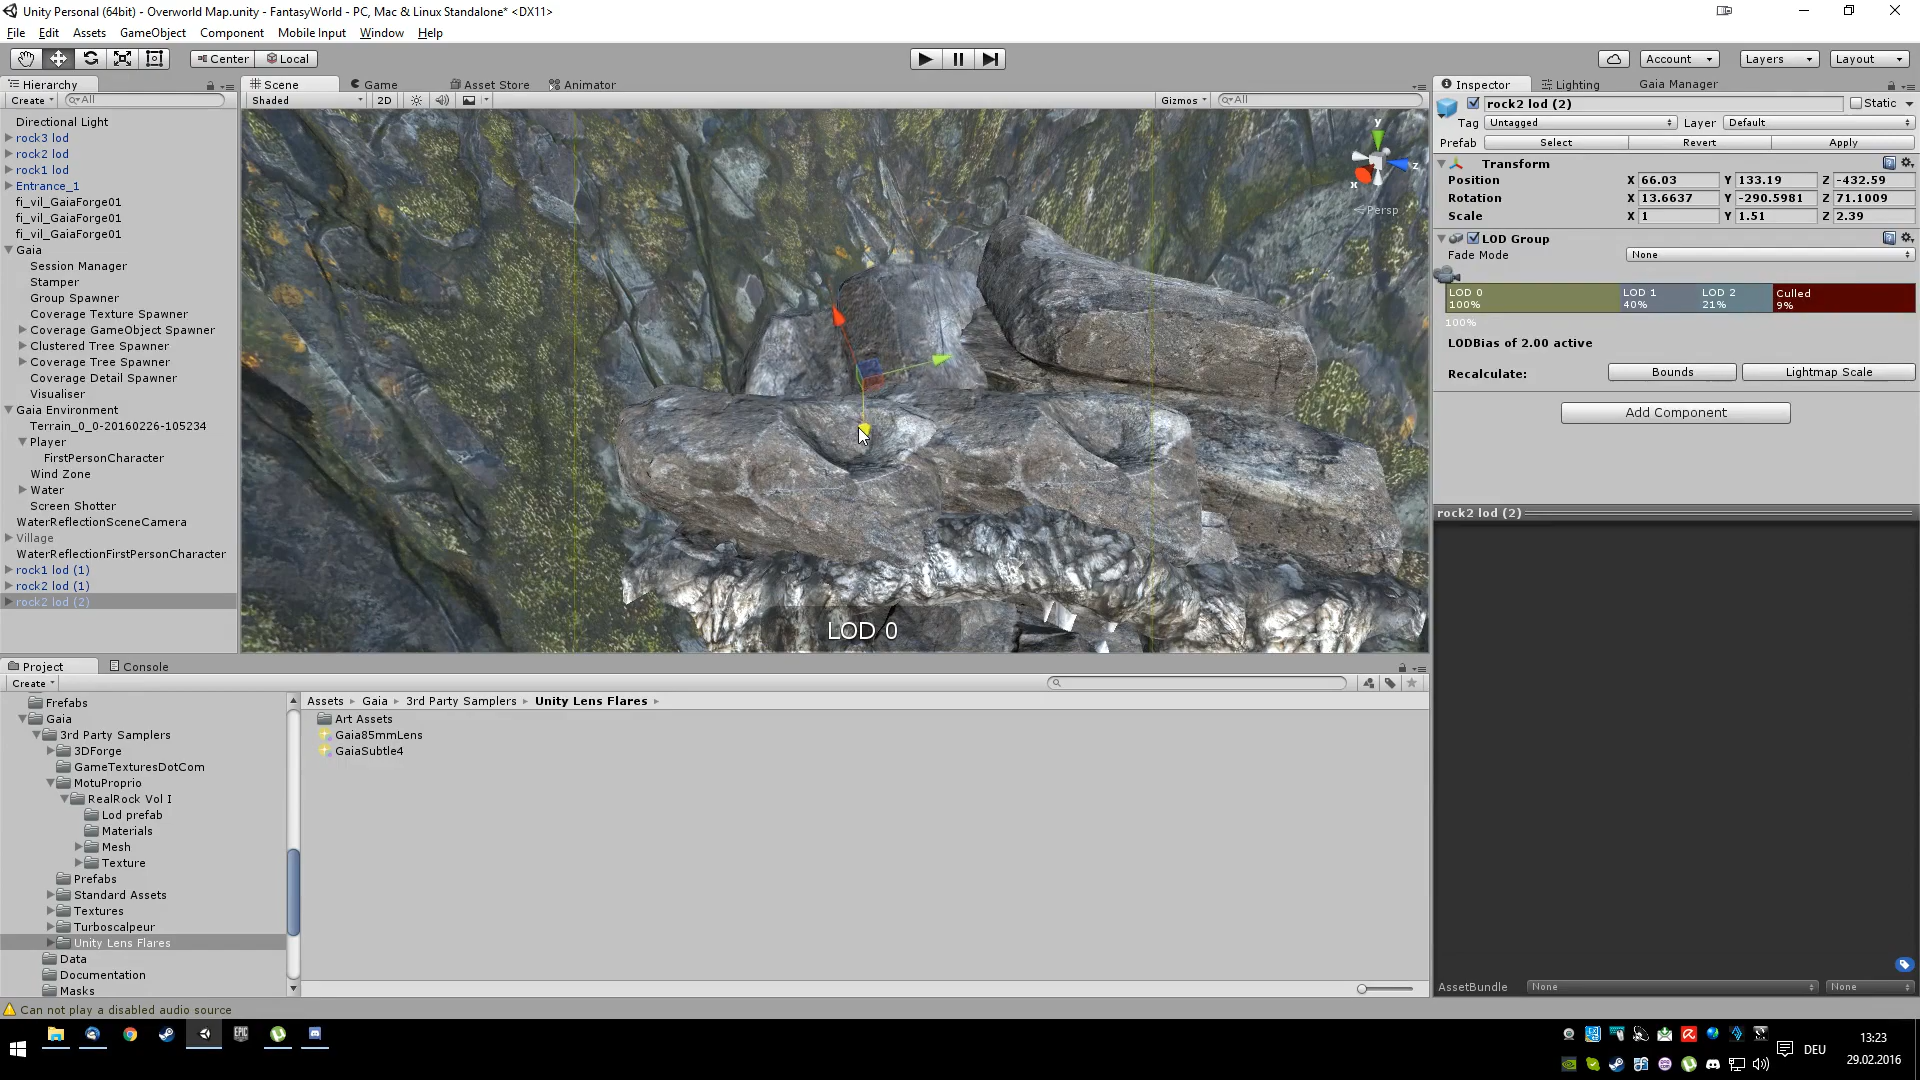 Unity Personal (64bit) - Overworld Map.unity - FantasyWorld - PC, Mac & Linux Standalone* <DX11>
File Edit Assets GameObject Component Mobile Input Window Help
Center Local Account Layers Layout
Hierarchy
Scene Game Asset Store Animator
Inspector Lighting Gaia Manager
Create All
Shaded 2D Gizmos All
rock2 lod (2) Static
Tag Untagged Layer Default
Prefab Select Revert Apply
Transform
Position X 66.03 Y 133.19 Z -432.59
Rotation X 13.6637 Y -290.5981 Z 71.1009
Scale X 1 Y 1.51 Z 2.39
LOD Group
Fade Mode None
LOD 0 LOD 1 LOD 2 Culled
100% 40% 21% 9%
100%
LODBias of 2.00 active
Recalculate: Bounds Lightmap Scale
Add Component
Directional Light
rock3 lod
rock2 lod
rock1 lod
Entrance_1
fi_vil_GaiaForge01
fi_vil_GaiaForge01
fi_vil_GaiaForge01
Gaia
Session Manager
Stamper
Group Spawner
Coverage Texture Spawner
Coverage GameObject Spawner
Clustered Tree Spawner
Coverage Tree Spawner
Coverage Detail Spawner
Visualiser
Gaia Environment
Terrain_0_0-20160226-105234
Player
FirstPersonCharacter
Wind Zone
Water
Screen Shotter
WaterReflectionSceneCamera
Village
WaterReflectionFirstPersonCharacter
rock1 lod (1)
rock2 lod (1)
rock2 lod (2)
y
x
z
Persp
LOD 0
rock2 lod (2)
AssetBundle None None
Project Console
Create
Prefabs
Gaia
3rd Party Samplers
3DForge
GameTexturesDotCom
MotuProprio
RealRock Vol I
Lod prefab
Materials
Mesh
Texture
Prefabs
Standard Assets
Textures
Turboscalpeur
Unity Lens Flares
Data
Documentation
Masks
Assets Gaia 3rd Party Samplers Unity Lens Flares
Art Assets
Gaia85mmLens
GaiaSubtle4
Can not play a disabled audio source
EPIC
DEU
13:23
29.02.2016